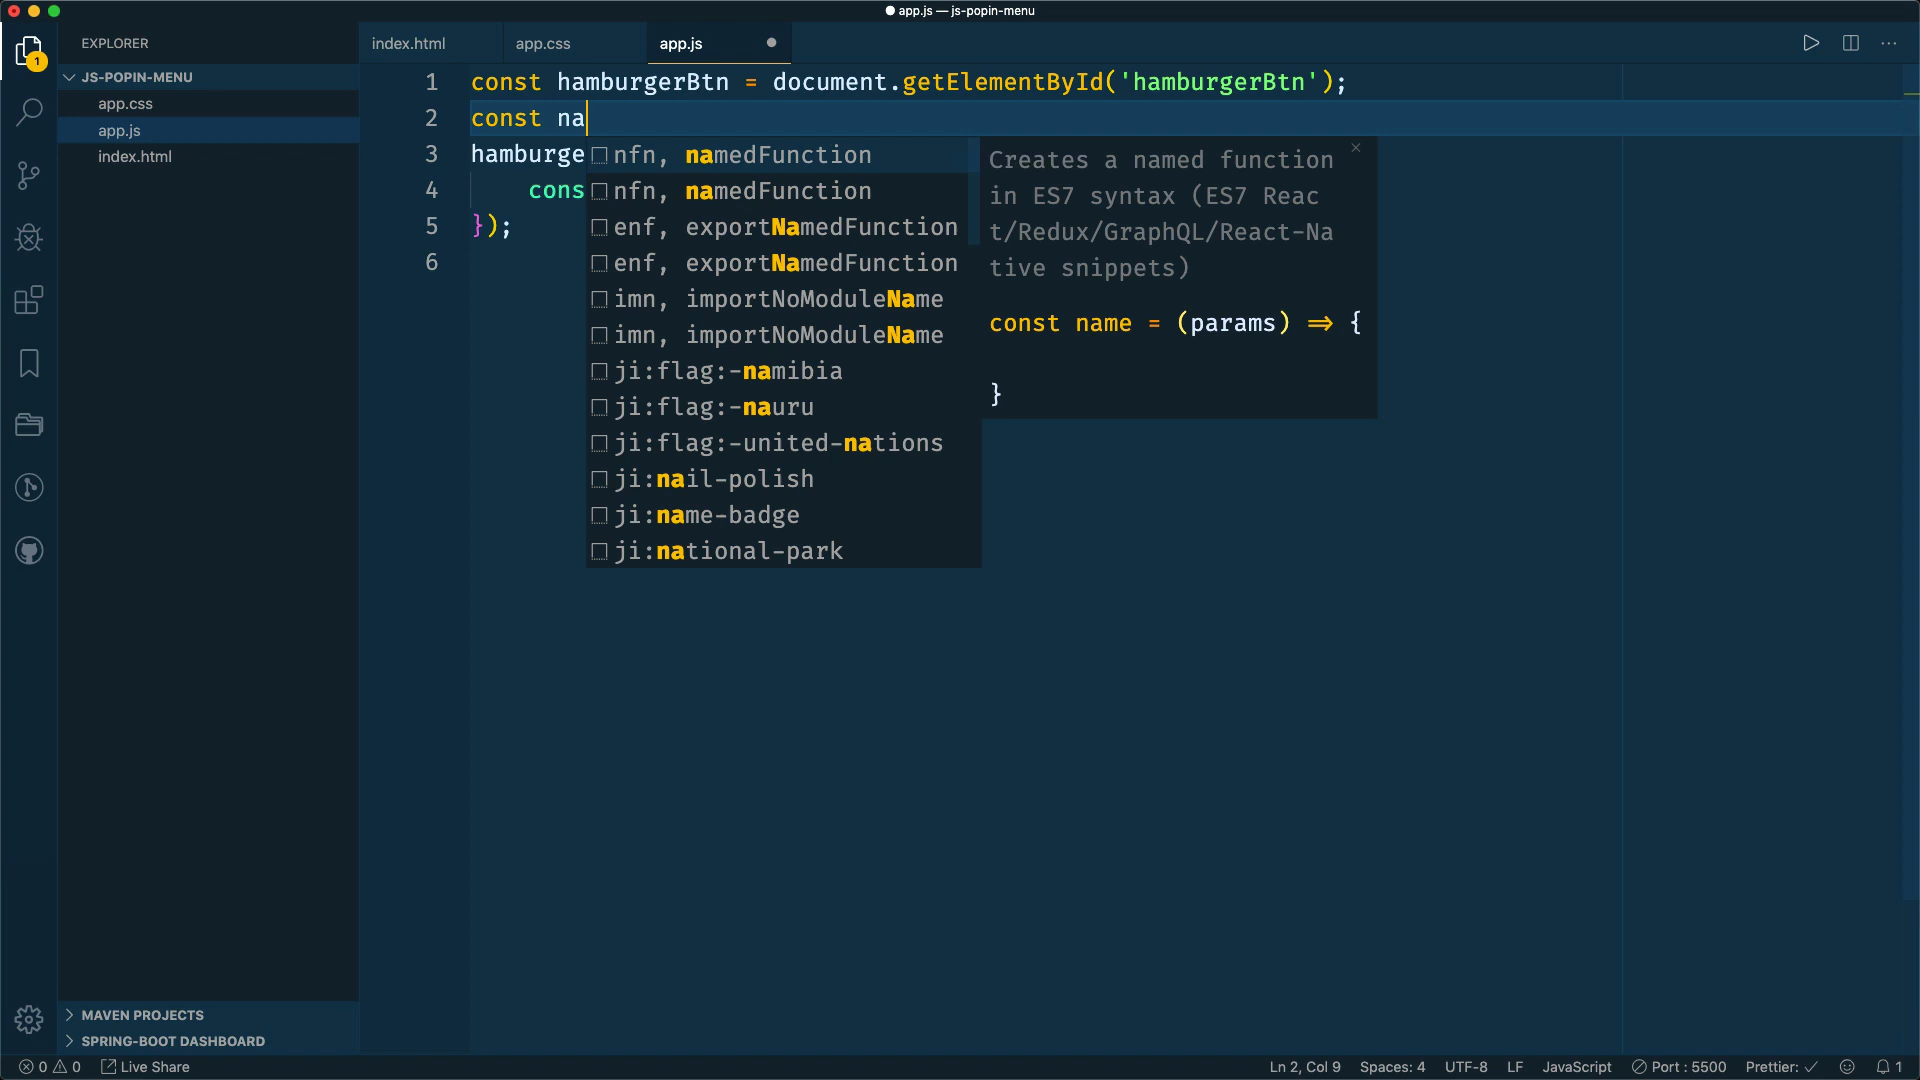 app.js — js-popin-menu
EXPLORER
index.html
app.css
app.js
1
JS-POPIN-MENU
app.css
app.js
index.html
1 const hamburgerBtn = document.getElementById('hamburgerBtn');
2 const na
3 hamburge
4 cons
5 });
6
nfn, namedFunction
nfn, namedFunction
enf, exportNamedFunction
enf, exportNamedFunction
imn, importNoModuleName
imn, importNoModuleName
ji:flag:-namibia
ji:flag:-nauru
ji:flag:-united-nations
ji:nail-polish
ji:name-badge
ji:national-park
Creates a named function
in ES7 syntax (ES7 Reac
t/Redux/GraphQL/React-Na
tive snippets)
const name = (params) ⇒ {
}
MAVEN PROJECTS
SPRING-BOOT DASHBOARD
0 0 Live Share
Ln 2, Col 9 Spaces: 4 UTF-8 LF JavaScript Port : 5500 Prettier: ✓ 1